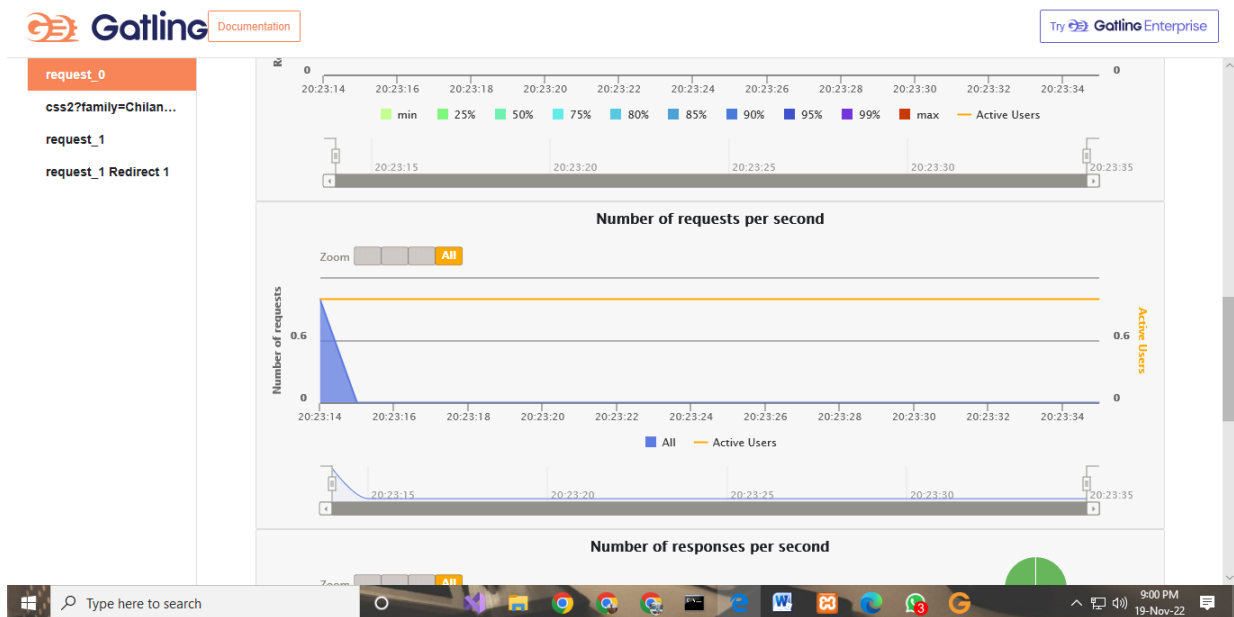 Gatling Documentation Try Gatling Enterprise
request_0
css2?family=Chilan...
request_1
request_1 Redirect 1
0 0
20:23:14 20:23:16 20:23:18 20:23:20 20:23:22 20:23:24 20:23:26 20:23:28 20:23:30 20:23:32 20:23:34
min 25% 50% 75% 80% 85% 90% 95% 99% max Active Users
20:23:15 20:23:20 20:23:25 20:23:30 20:23:35
Number of requests per second
Zoom All
Number of requests
0.6 0.6
Active Users
0 0
20:23:14 20:23:16 20:23:18 20:23:20 20:23:22 20:23:24 20:23:26 20:23:28 20:23:30 20:23:32 20:23:34
All Active Users
20:23:15 20:23:20 20:23:25 20:23:30 20:23:35
Number of responses per second
Zoom All
Type here to search
3
9:00 PM
19-Nov-22